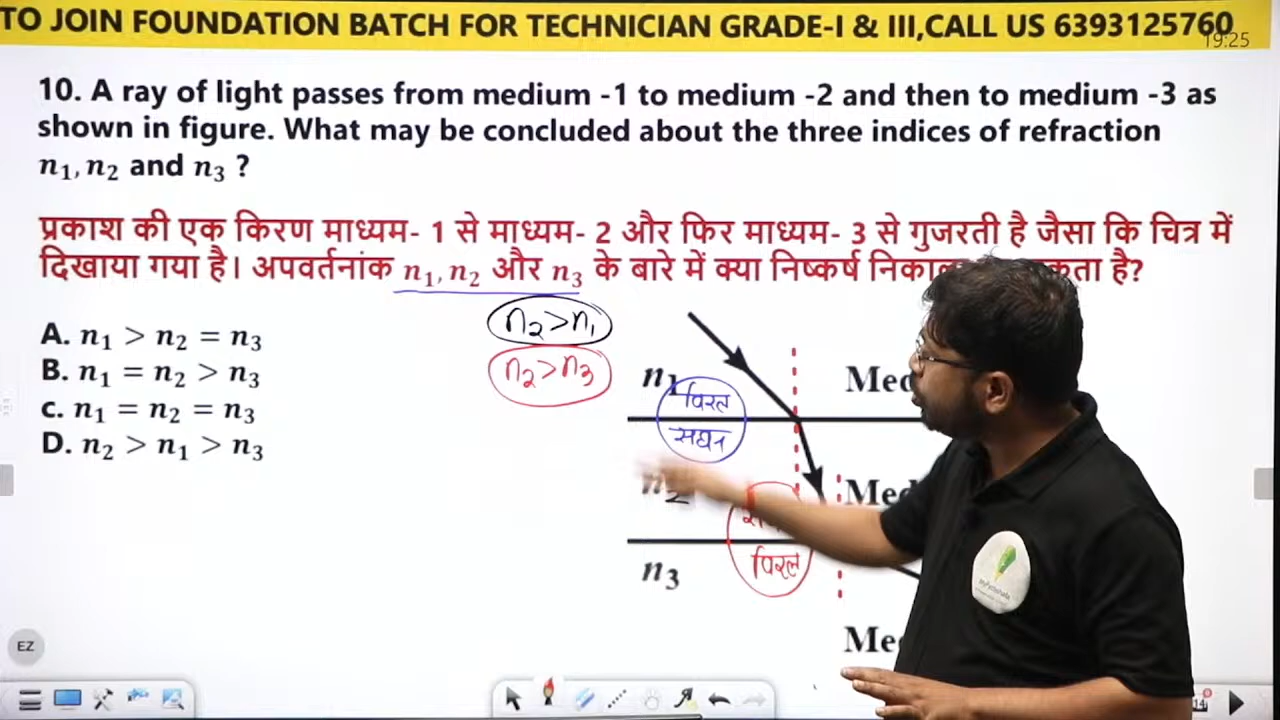 TO JOIN FOUNDATION BATCH FOR TECHNICIAN GRADE-I & III,CALL US 6393125760
19:25
10. A ray of light passes from medium -1 to medium -2 and then to medium -3 as
shown in figure. What may be concluded about the three indices of refraction
n₁, n₂ and n₃ ?
प्रकाश की एक किरण माध्यम- 1 से माध्यम- 2 और फिर माध्यम- 3 से गुजरती है जैसा कि चित्र में
दिखाया गया है। अपवर्तनांक n₁, n₂ और n₃ के बारे में क्या निष्कर्ष है?
A. n₁ > n₂ = n₃
B. n₁ = n₂ > n₃
C. n₁ = n₂ = n₃
D. n₂ > n₁ > n₃
n₂>n₁
n₂>n₃
n₁
Med
विरल
सघन
n₂
Med
विरल
n₃
Med
EZ
14